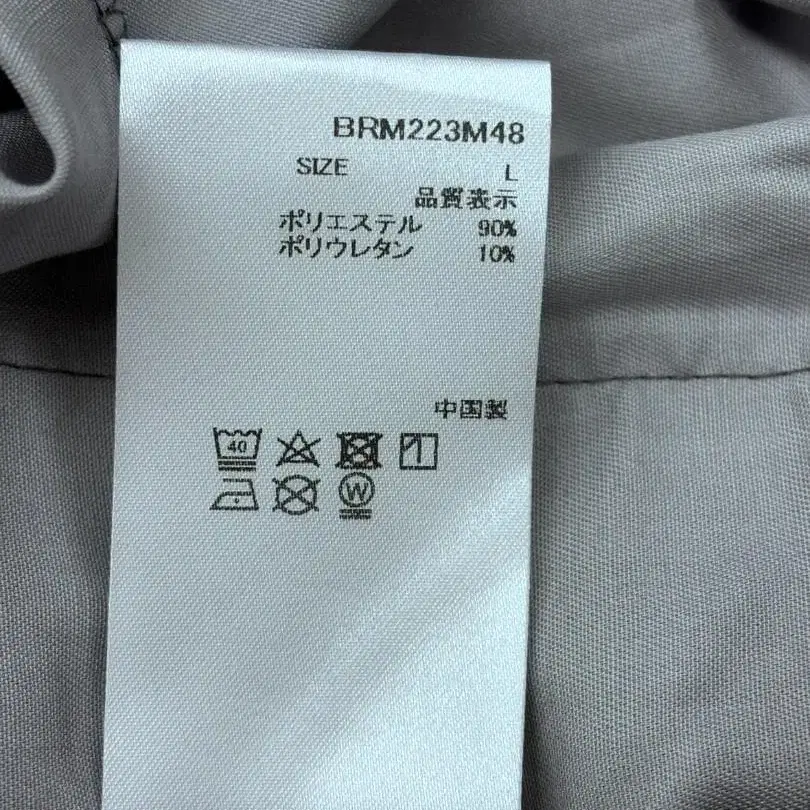 BRM223M48
SIZE L
品質表示
ポリエステル 90%
ポリウレタン 10%
中国製
40
W